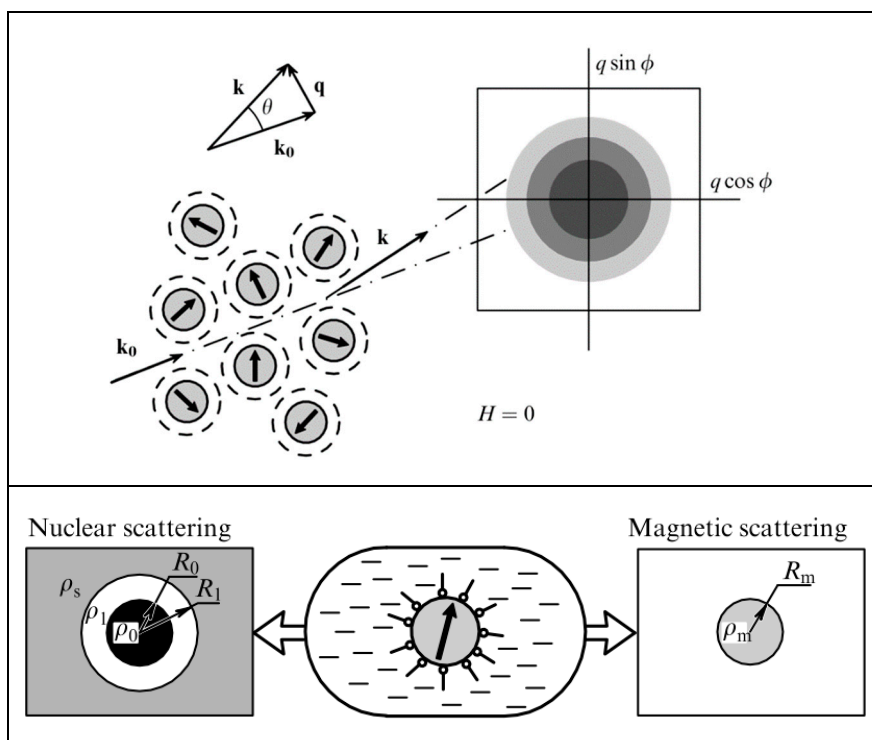 k
θ
q
k₀
q sin ϕ
q cos ϕ
k
k₀
H = 0
Nuclear scattering
Magnetic scattering
R₀
ρₛ
R₁
ρ₁
ρ₀
Rₘ
ρₘ